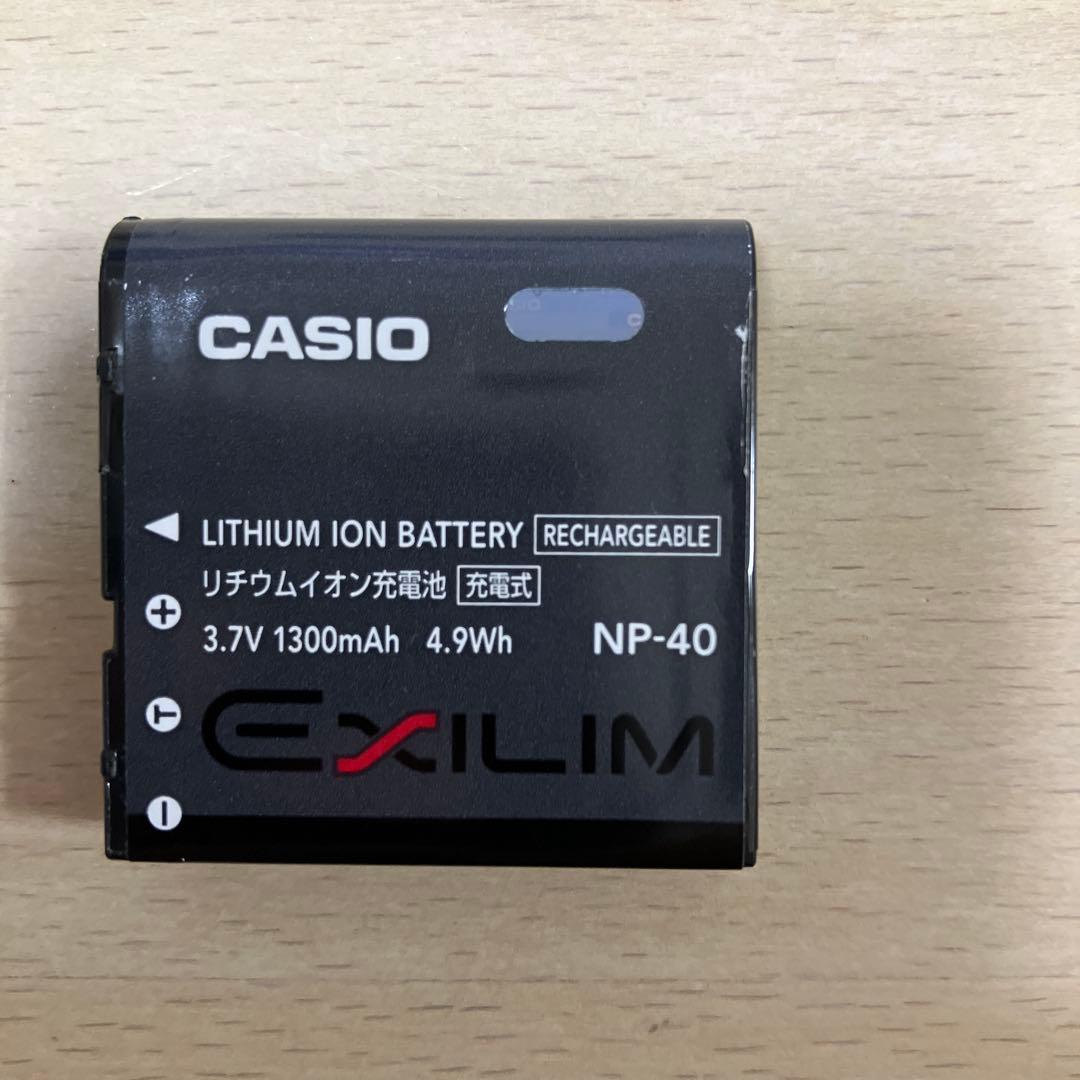 CASIO
LITHIUM ION BATTERY RECHARGEABLE
リチウムイオン充電池 充電式
+
3.7V 1300mAh 4.9Wh NP-40
T
EXILIM
−